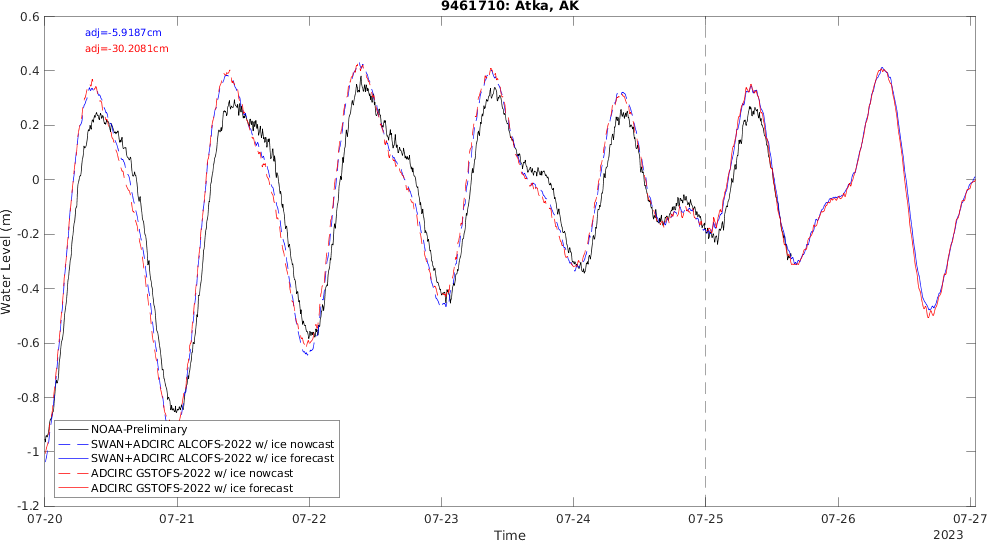 9461710: Atka, AK
adj=-5.9187cm
adj=-30.2081cm
Water Level (m)
0.6
0.4
0.2
0
-0.2
-0.4
-0.6
-0.8
-1
-1.2
NOAA-Preliminary
SWAN+ADCIRC ALCOFS-2022 w/ ice nowcast
SWAN+ADCIRC ALCOFS-2022 w/ ice forecast
ADCIRC GSTOFS-2022 w/ ice nowcast
ADCIRC GSTOFS-2022 w/ ice forecast
07-20 07-21 07-22 07-23 07-24 07-25 07-26 07-27
Time
2023